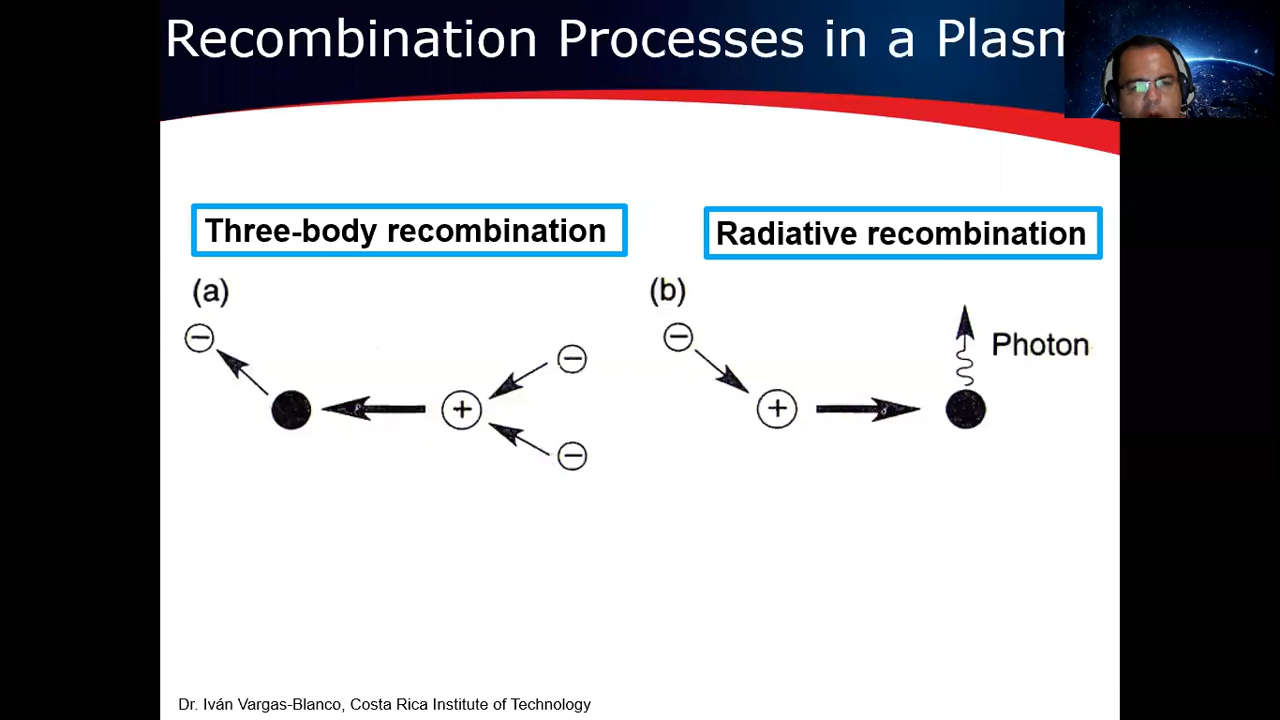 Recombination Processes in a Plasm
Three-body recombination
Radiative recombination
(a)
(b)
−
−
−
+
−
+
Photon
Dr. Iván Vargas-Blanco, Costa Rica Institute of Technology